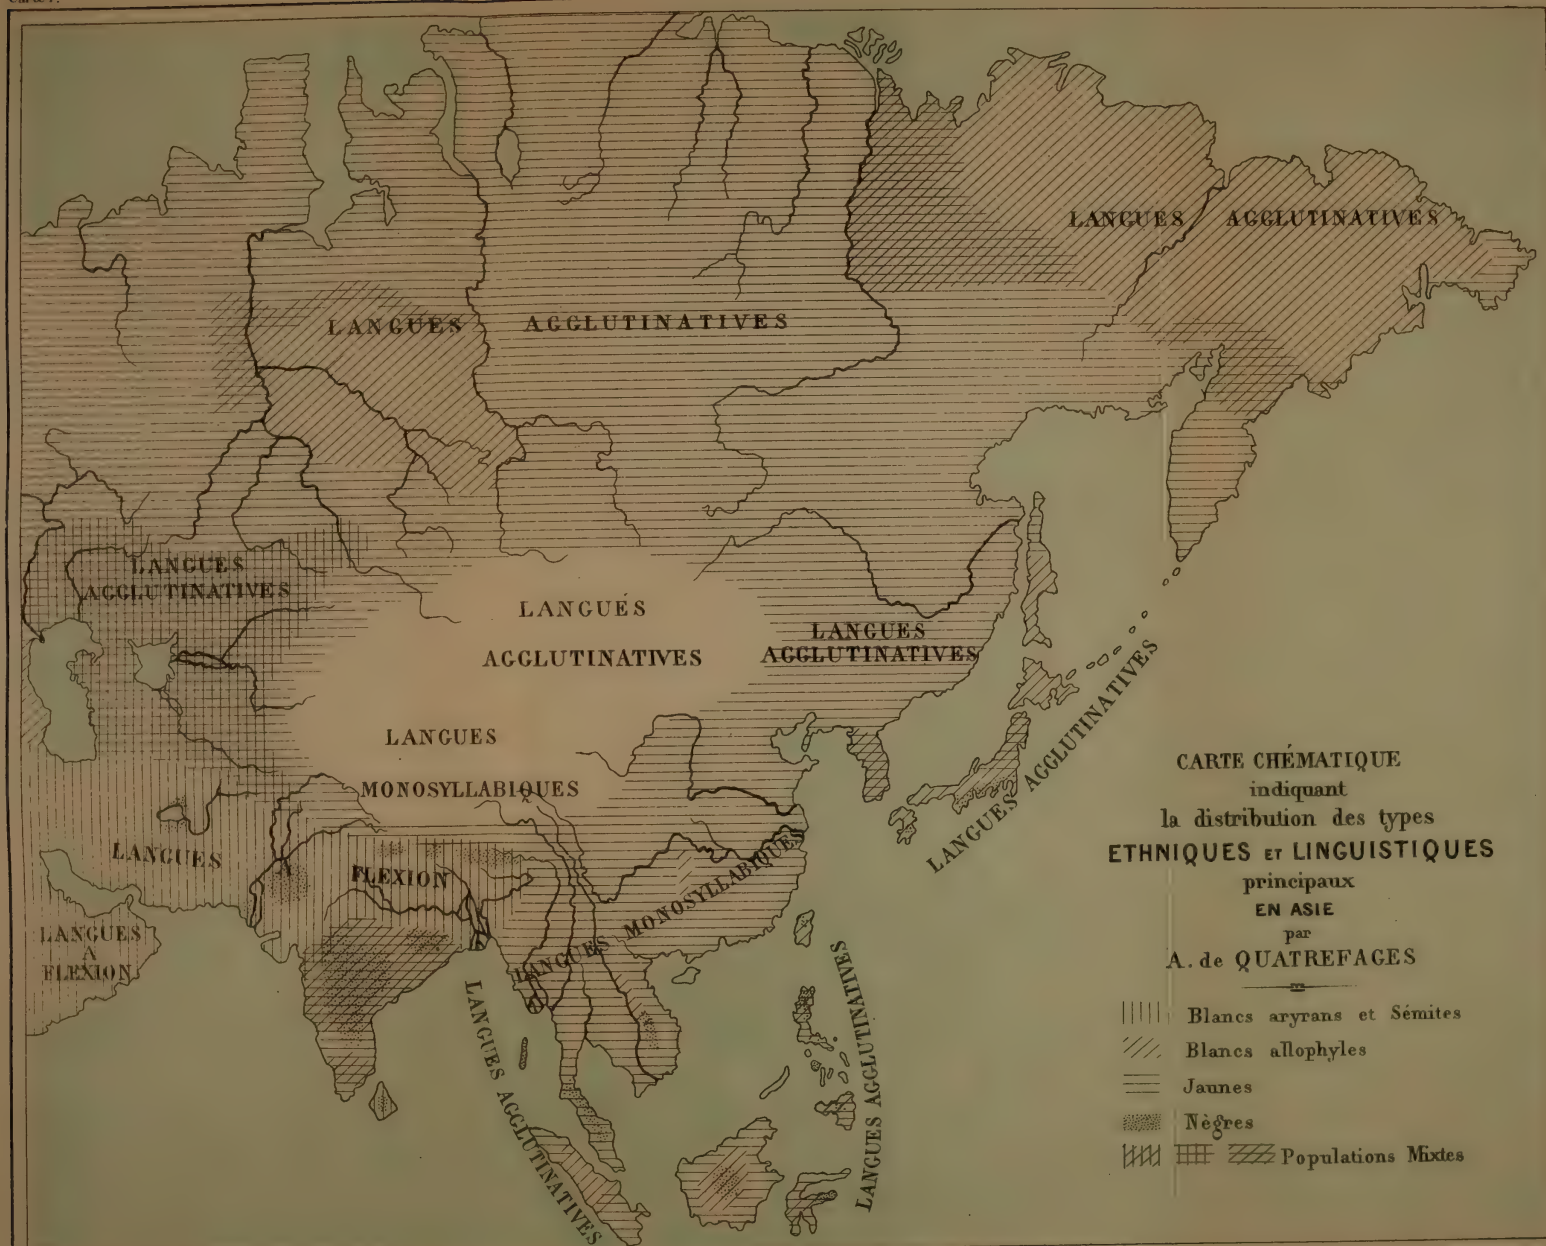 LANGUES AGGLUTINATIVES
LANGUES AGGLUTINATIVES
LANGUES
AGGLUTINATIVES
LANGUÉS
AGGLUTINATIVES
LANGUES
AGGLUTINATIVES
LANGUES
MONOSYLLABIQUES
LANGUES
A
FLEXION
LANGUES
A
FLEXION
LANGUES MONOSYLLABIQUES
LANGUES AGGLUTINATIVES
LANGUES AGGLUTINATIVES
LANGUES AGGLUTINATIVES
CARTE CHÉMATIQUE
indiquant
la distribution des types
ETHNIQUES ET LINGUISTIQUES
principaux
EN ASIE
par
A. de QUATREFAGES
Blancs aryrans et Sémites
Blancs allophyles
Jaunes
Nègres
Populations Mixtes